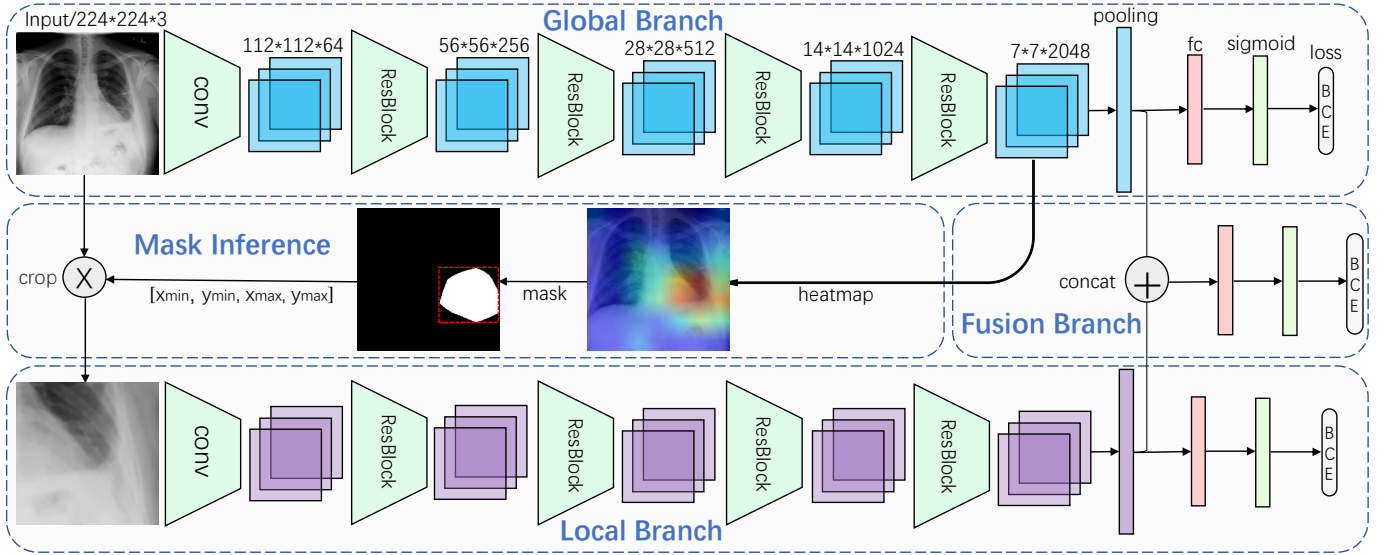 Input/224*224*3
Global Branch
pooling
112*112*64
56*56*256
28*28*512
14*14*1024
7*7*2048
fc
sigmoid
loss
conv
ResBlock
ResBlock
ResBlock
ResBlock
BCE
Mask Inference
crop
X
[xmin, ymin, xmax, ymax]
mask
heatmap
concat
+
Fusion Branch
BCE
conv
ResBlock
ResBlock
ResBlock
ResBlock
BCE
Local Branch